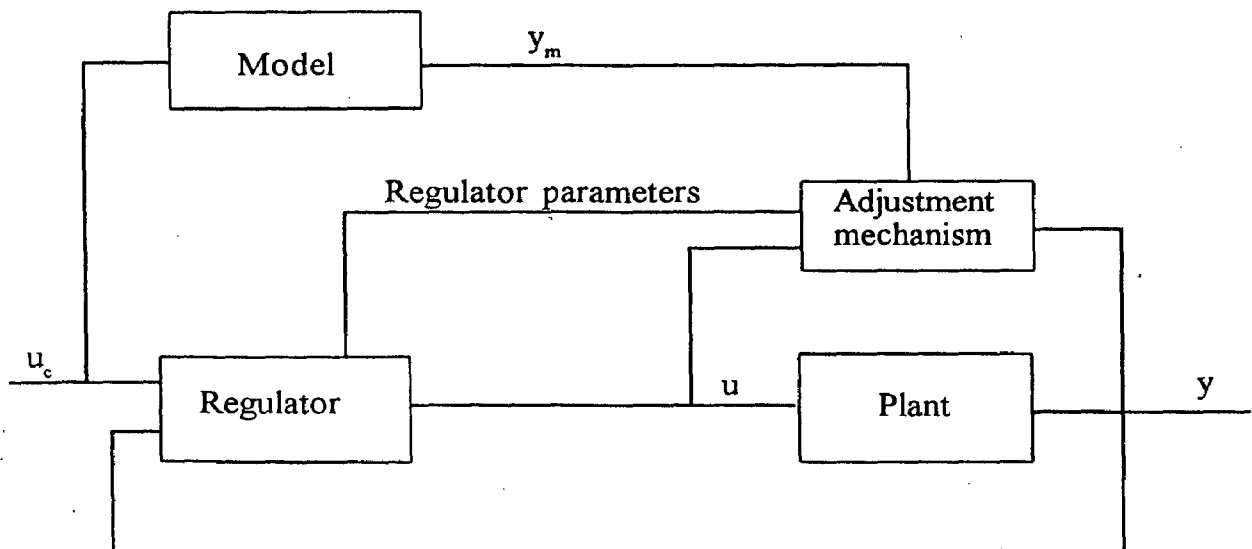 y_m
Model
Regulator parameters
Adjustment
mechanism
u_c
Regulator
u
Plant
y